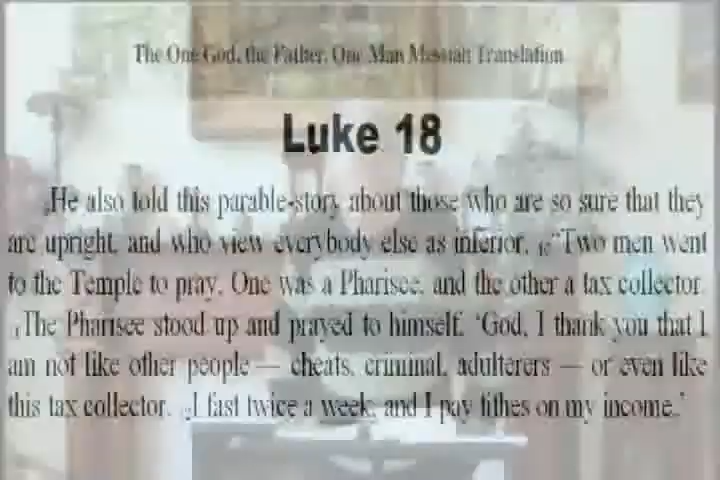 The One God, the Father, One Man Messiah Translation
Luke 18
9He also told this parable-story about those who are so sure that they
are upright, and who view everybody else as inferior. 10“Two men went
to the Temple to pray. One was a Pharisee, and the other a tax collector.
11The Pharisee stood up and prayed to himself, ‘God, I thank you that I
am not like other people — cheats, criminal, adulterers — or even like
this tax collector. 12I fast twice a week, and I pay tithes on my income.’